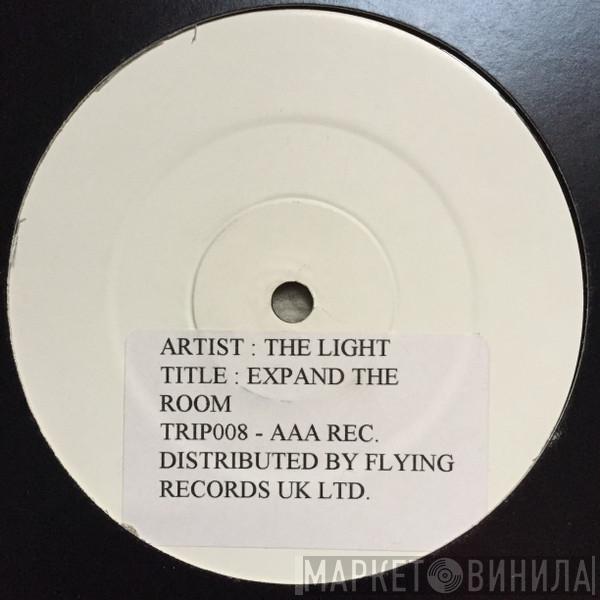 ARTIST : THE LIGHT
TITLE : EXPAND THE
ROOM
TRIP008 - AAA REC.
DISTRIBUTED BY FLYING
RECORDS UK LTD.
МАРКЕТ ВИНИЛА